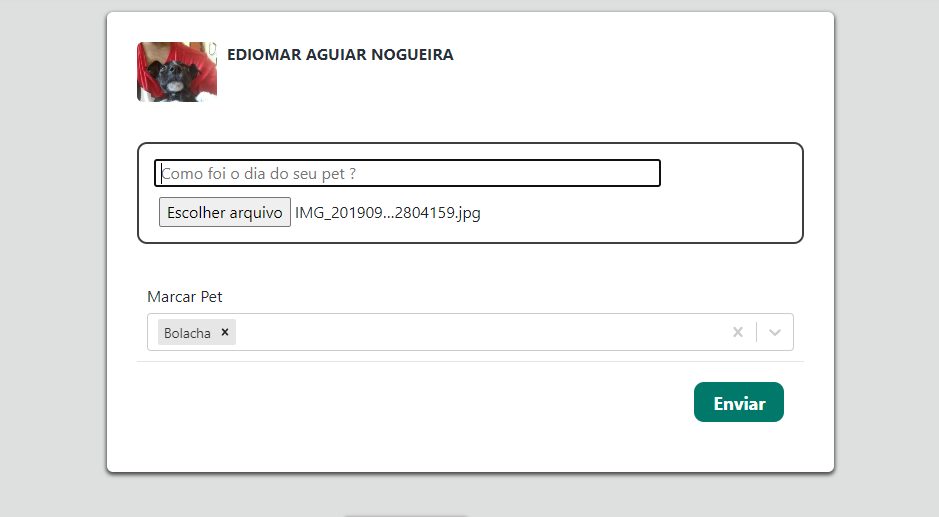 EDIOMAR AGUIAR NOGUEIRA
Como foi o dia do seu pet ?
Escolher arquivo IMG_201909...2804159.jpg
Marcar Pet
Bolacha
Enviar